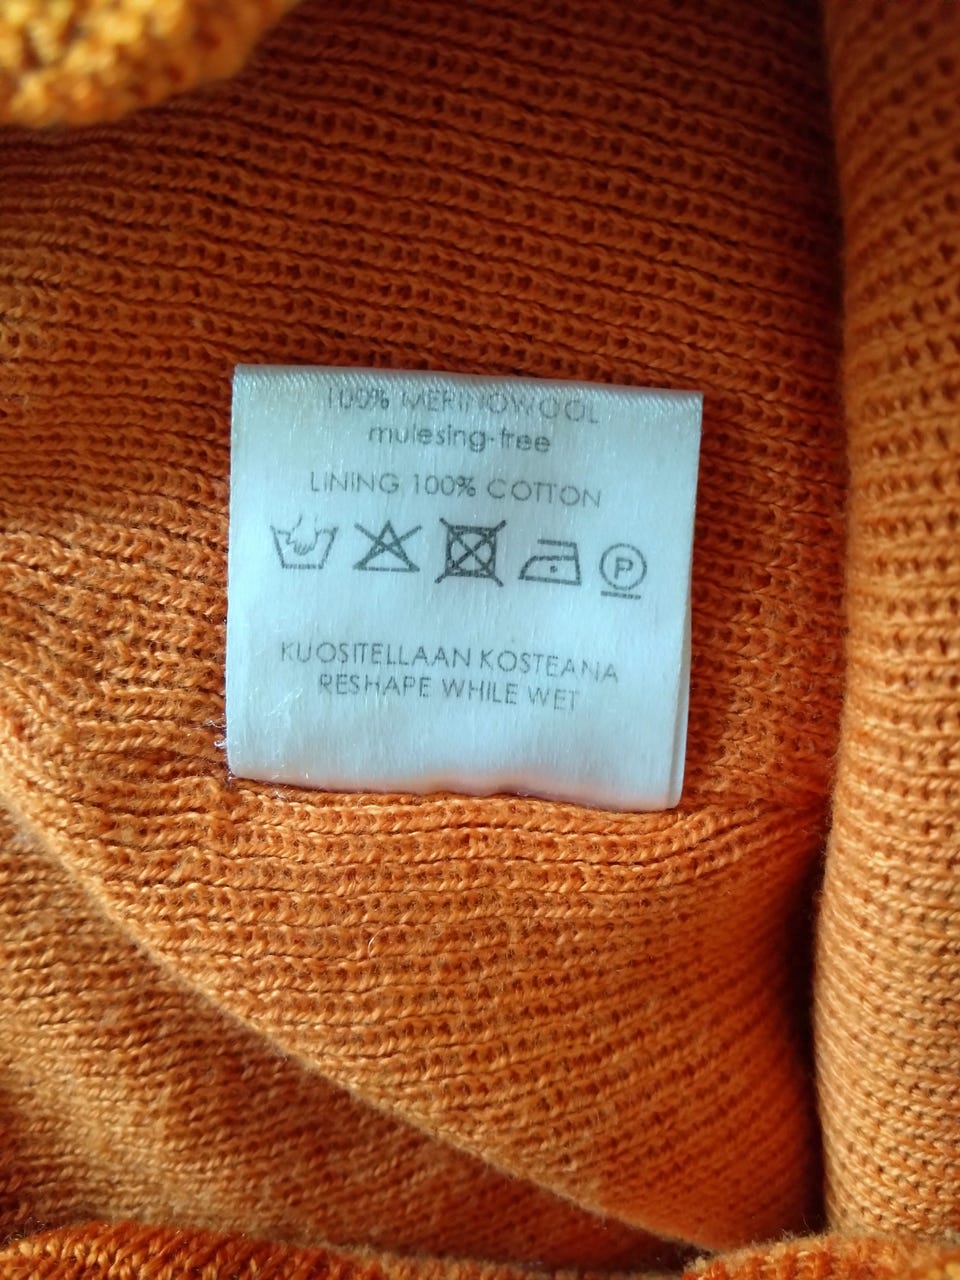 100% MERINOWOOL
mulesing-free
LINING 100% COTTON
P
KUOSITELLAAN KOSTEANA
RESHAPE WHILE WET